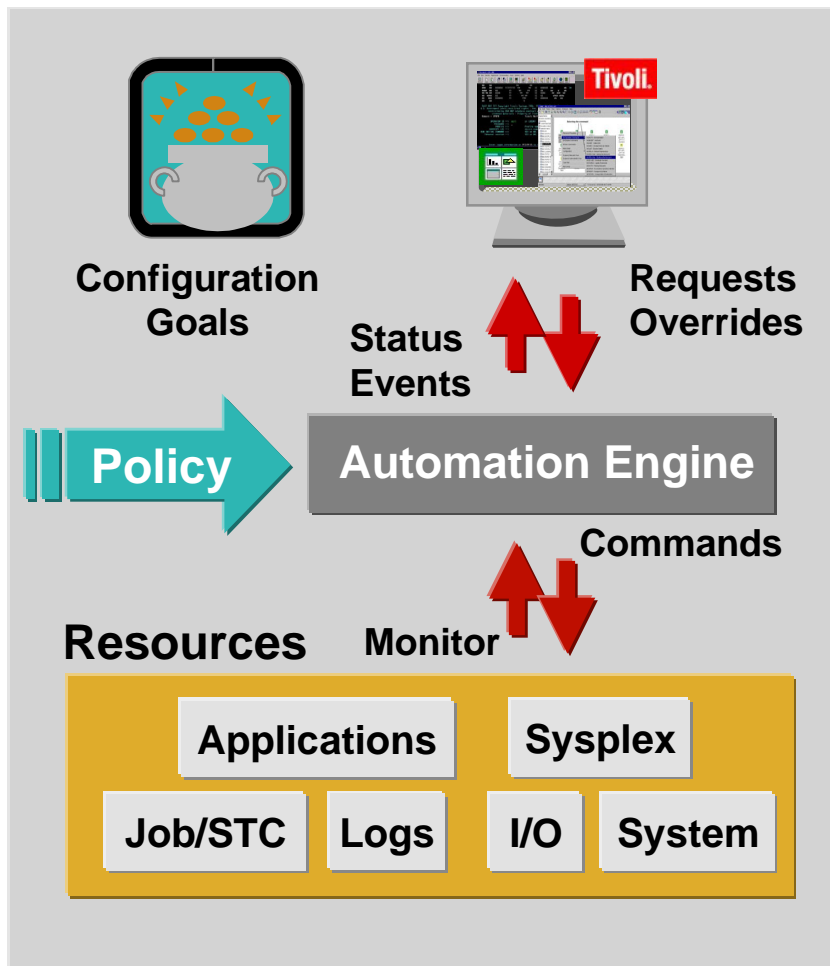 Tivoli.
Configuration
Goals
Requests
Overrides
Status
Events
Policy
Automation Engine
Commands
Monitor
Resources
Applications
Sysplex
Job/STC
Logs
I/O
System